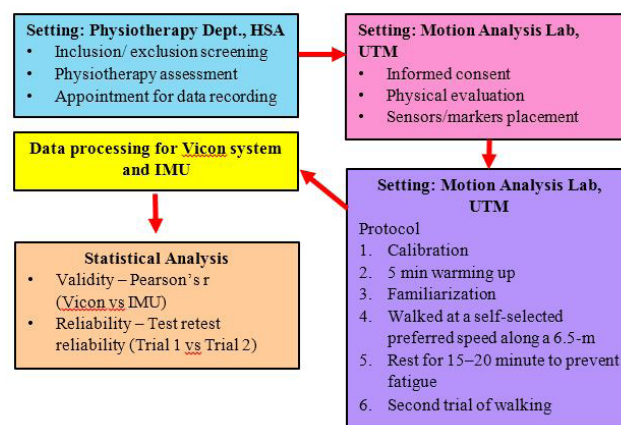 Setting: Physiotherapy Dept., HSA
• Inclusion/ exclusion screening
• Physiotherapy assessment
• Appointment for data recording
Setting: Motion Analysis Lab,
UTM
• Informed consent
• Physical evaluation
• Sensors/markers placement
Setting: Motion Analysis Lab,
UTM
Protocol
1. Calibration
2. 5 min warming up
3. Familiarization
4. Walked at a self-selected
preferred speed along a 6.5-m
5. Rest for 15–20 minute to prevent
fatigue
6. Second trial of walking
Data processing for Vicon system
and IMU
Statistical Analysis
• Validity – Pearson's r
(Vicon vs IMU)
• Reliability – Test retest
reliability (Trial 1 vs Trial 2)